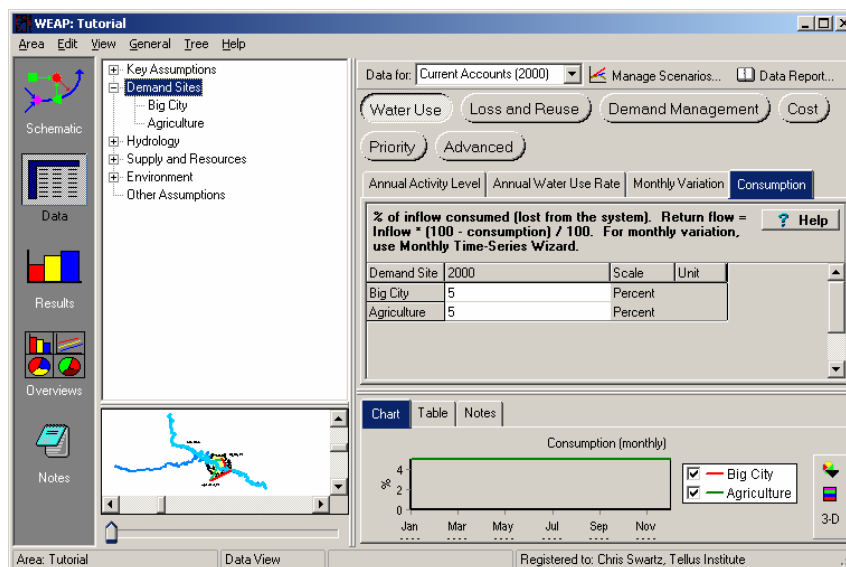 WEAP: Tutorial
Area Edit View General Tree Help
Schematic
Data
Results
Overviews
Notes
Key Assumptions
Demand Sites
Big City
Agriculture
Hydrology
Supply and Resources
Environment
Other Assumptions
Data for: Current Accounts (2000) Manage Scenarios... Data Report...
Water Use Loss and Reuse Demand Management Cost
Priority Advanced
Annual Activity Level Annual Water Use Rate Monthly Variation Consumption
% of inflow consumed (lost from the system). Return flow =
Inflow * (100 - consumption) / 100. For monthly variation,
use Monthly Time-Series Wizard.
? Help
Demand Site 2000 Scale Unit
Big City 5 Percent
Agriculture 5 Percent
Chart Table Notes
Consumption (monthly)
%
4
2
0
Jan Mar May Jul Sep Nov
Big City
Agriculture
3-D
Area: Tutorial Data View Registered to: Chris Swartz, Tellus Institute